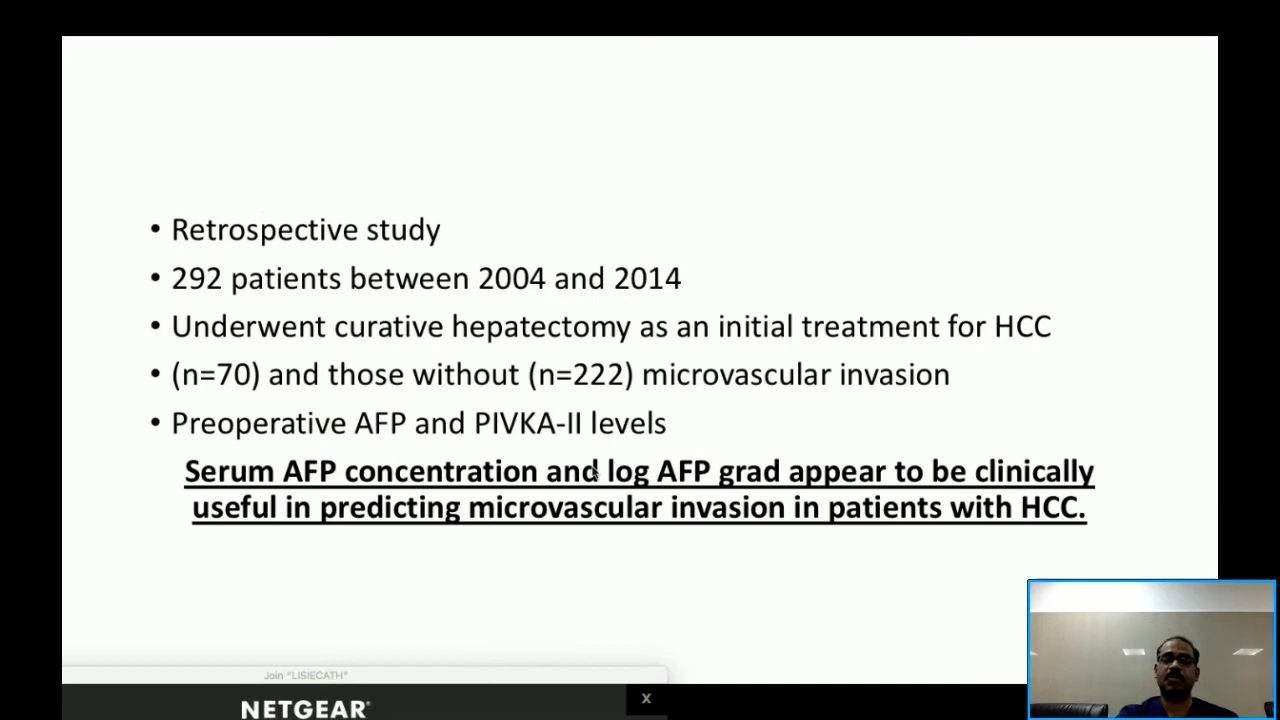 • Retrospective study
• 292 patients between 2004 and 2014
• Underwent curative hepatectomy as an initial treatment for HCC
• (n=70) and those without (n=222) microvascular invasion
• Preoperative AFP and PIVKA-II levels
Serum AFP concentration and log AFP grad appear to be clinically
useful in predicting microvascular invasion in patients with HCC.
Join "LISIECATH"
NETGEAR
X